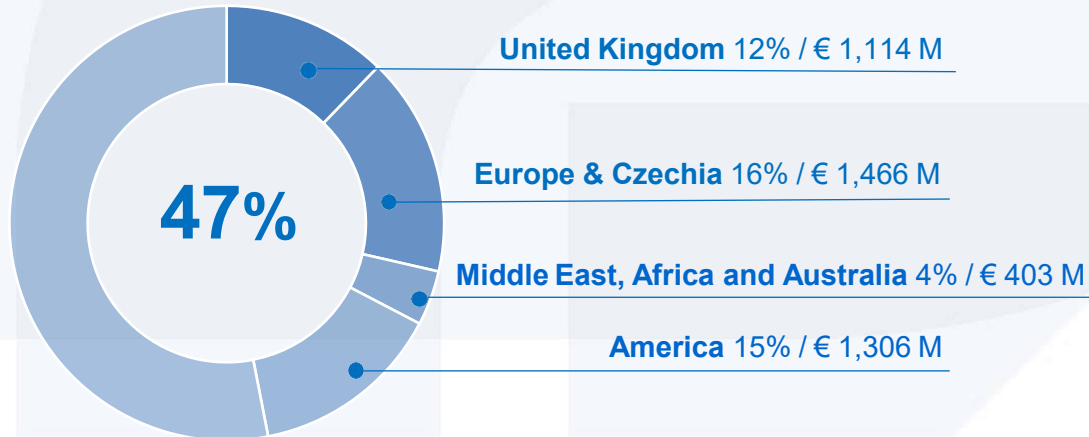 United Kingdom 12% / € 1,114 M
Europe & Czechia 16% / € 1,466 M
47%
Middle East, Africa and Australia 4% / € 403 M
America 15% / € 1,306 M